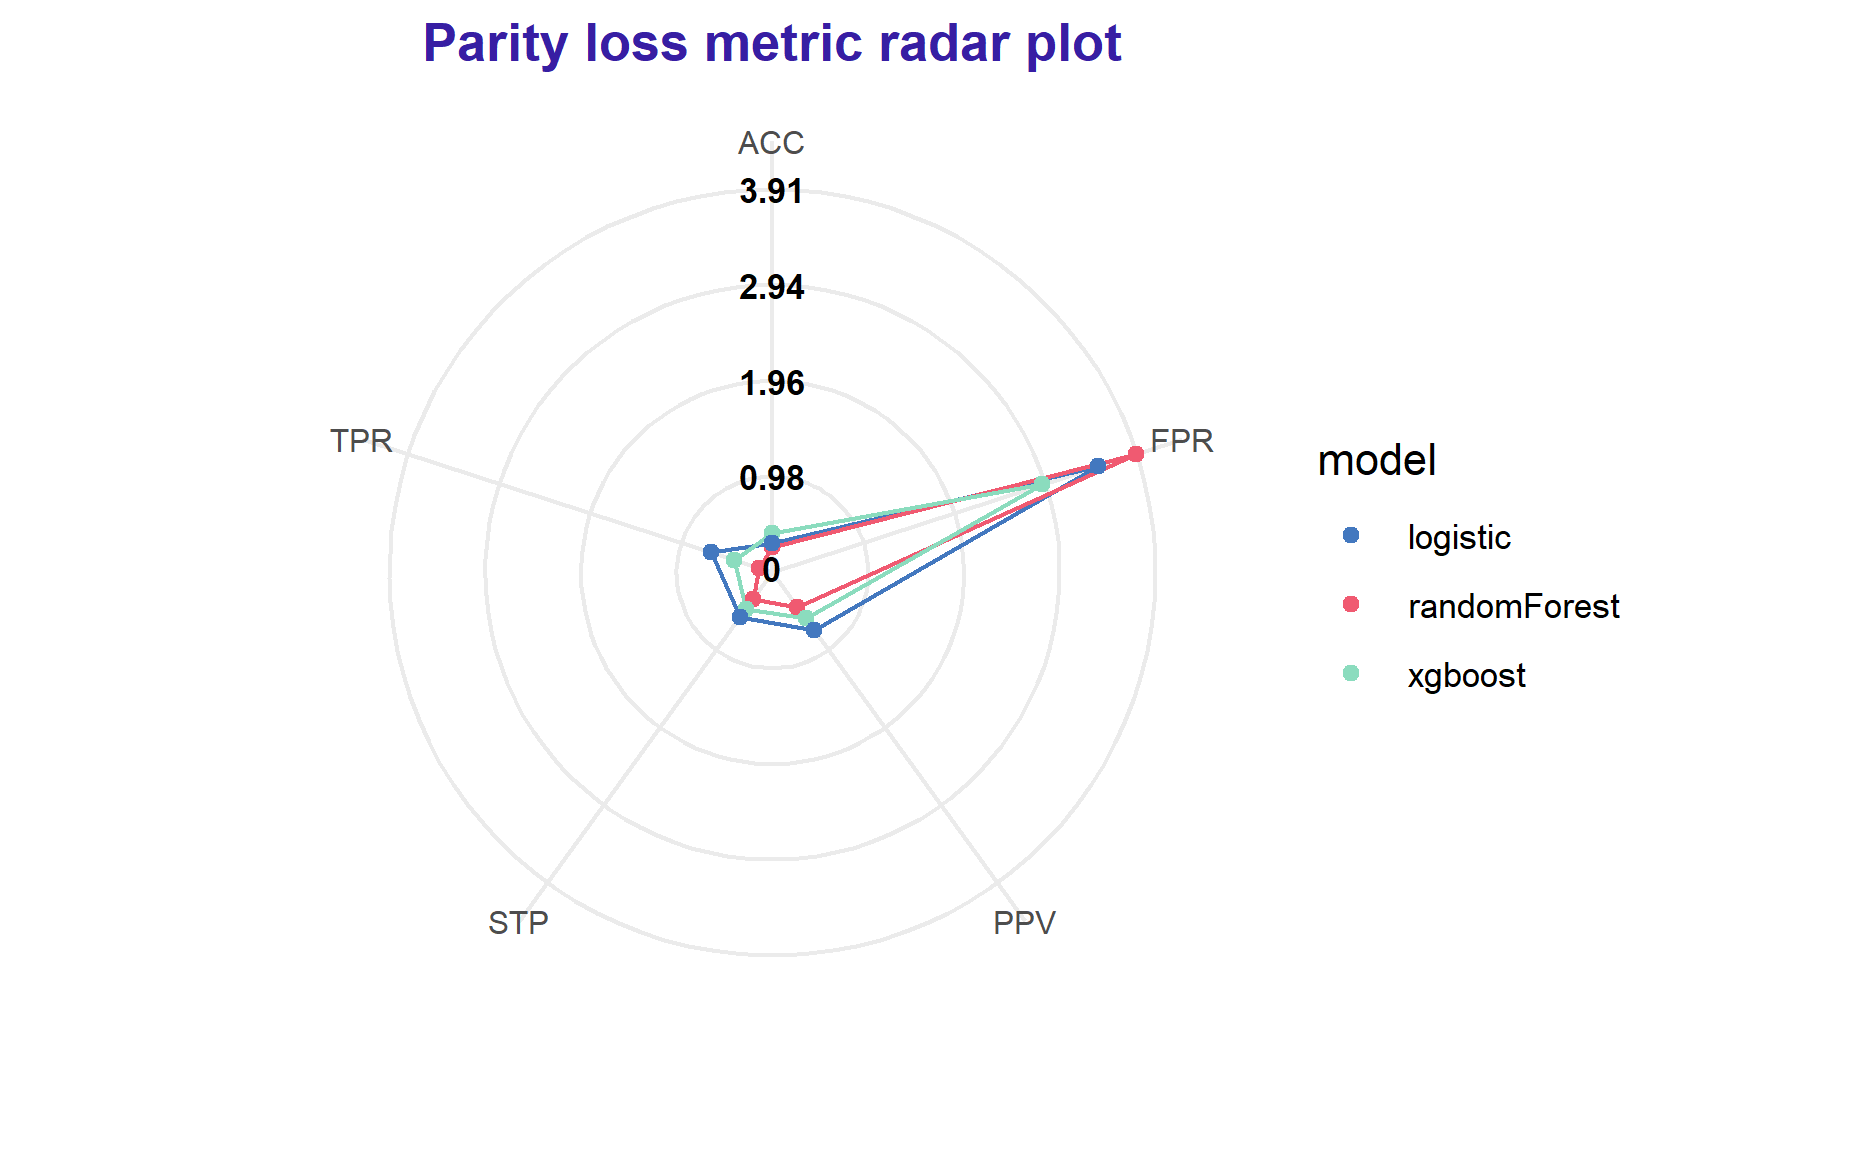 Parity loss metric radar plot
ACC
3.91
2.94
1.96
0.98
0
TPR
FPR
STP
PPV
model
logistic
randomForest
xgboost